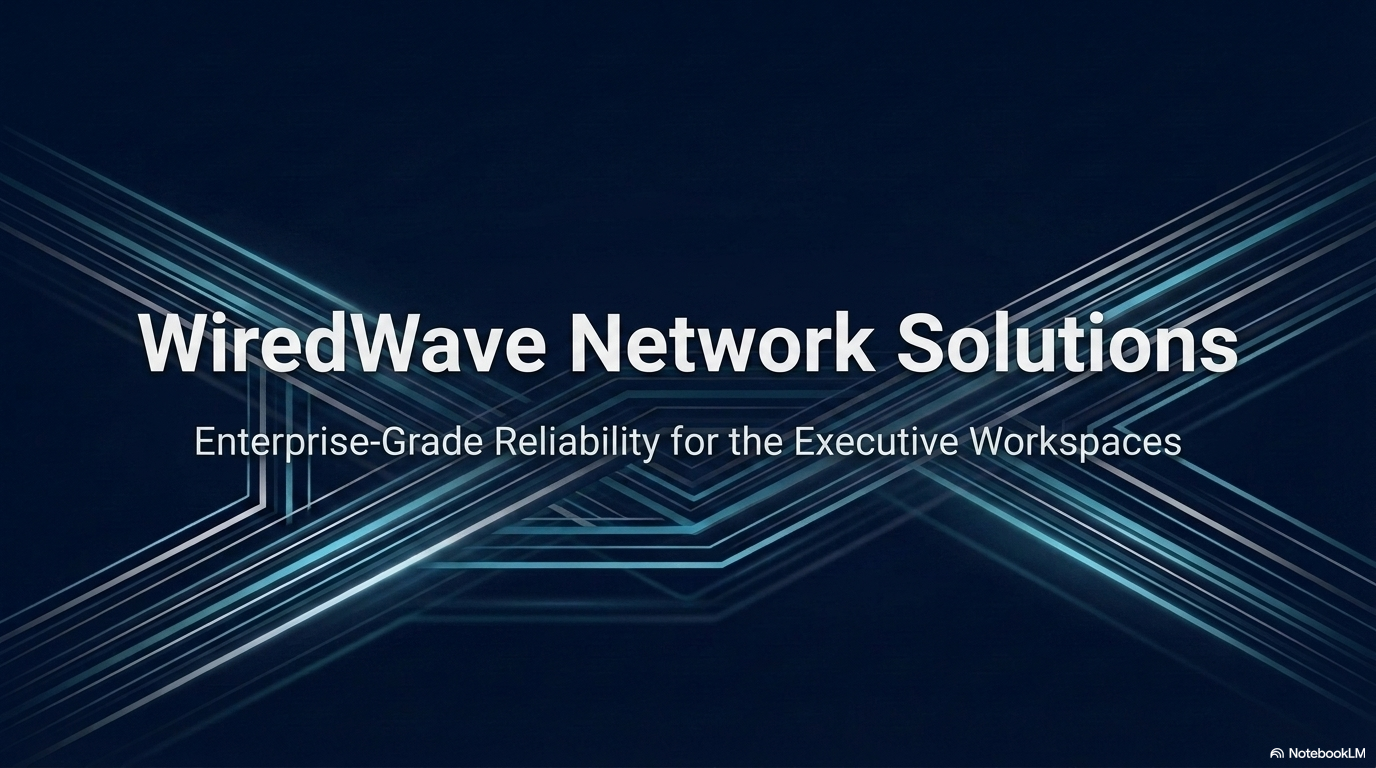 WiredWave Network Solutions
Enterprise-Grade Reliability for the Executive Workspaces
NotebookLM